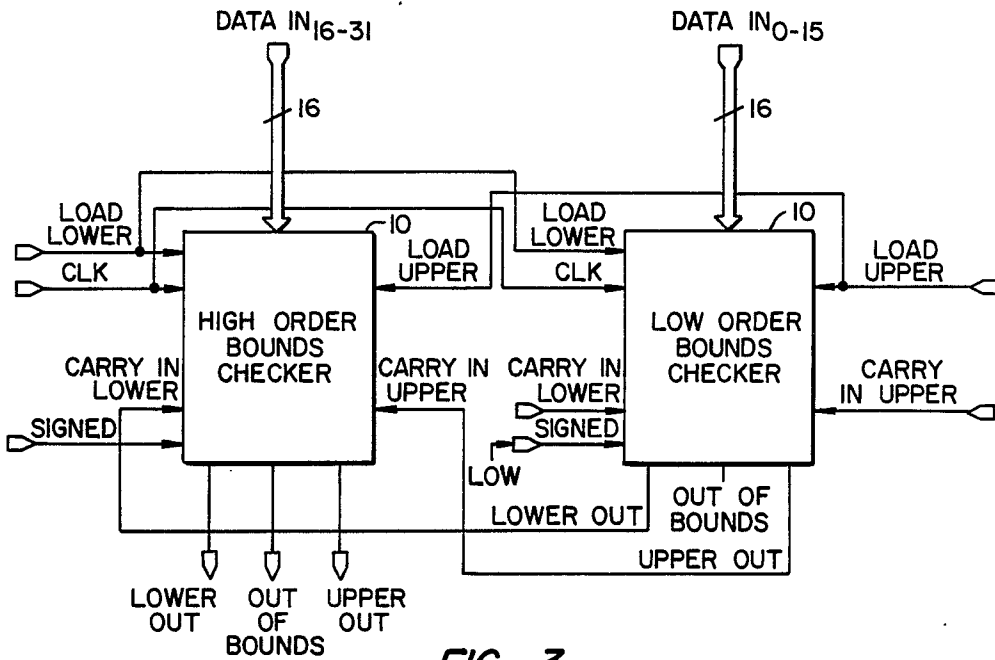 DATA IN16-31
DATA IN0-15
16
16
LOAD
LOWER
CLK
10
LOAD
UPPER
LOAD
LOWER
CLK
10
LOAD
UPPER
HIGH ORDER
BOUNDS
CHECKER
LOW ORDER
BOUNDS
CHECKER
CARRY IN
LOWER
CARRY IN
UPPER
CARRY IN
LOWER
CARRY
IN UPPER
SIGNED
SIGNED
LOW
LOWER OUT
OUT OF
BOUNDS
UPPER OUT
LOWER
OUT
OUT
OF
BOUNDS
UPPER
OUT
FIG. 3